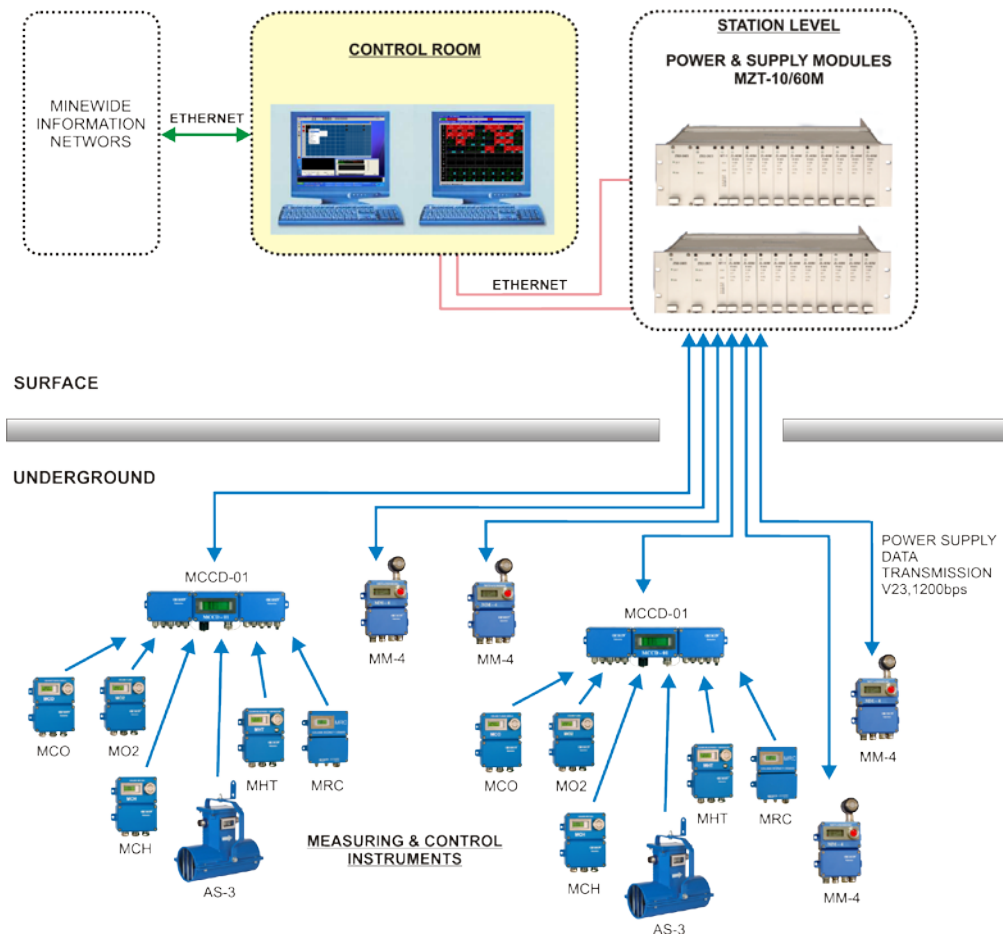 STATION LEVEL
POWER & SUPPLY MODULES
MZT-10/60M
CONTROL ROOM
MINEWIDE
INFORMATION
NETWORS
ETHERNET
ETHERNET
SURFACE
UNDERGROUND
POWER SUPPLY
DATA
TRANSMISSION
V23,1200bps
MCCD-01
MCCD-01
MM-4
MM-4
MM-4
MM-4
MCO
MO2
MCH
AS-3
MHT
MRC
MCO
MO2
MCH
AS-3
MHT
MRC
MEASURING & CONTROL
INSTRUMENTS